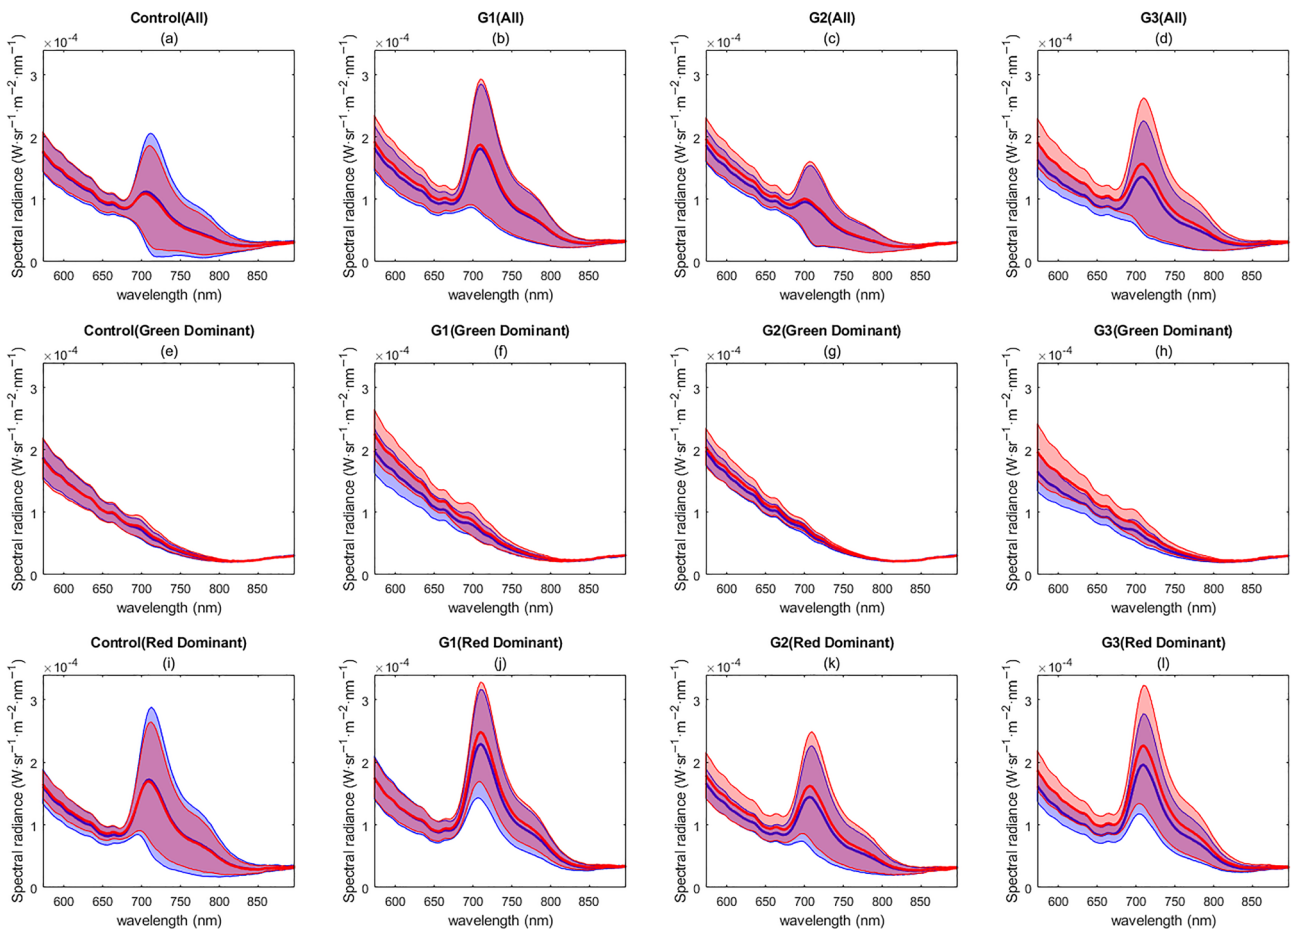 Control(All)
(a)
×10⁻⁴
Spectral radiance (W·sr⁻¹·m⁻²·nm⁻¹)
3
2
1
0
600 650 700 750 800 850
wavelength (nm)
G1(All)
(b)
×10⁻⁴
Spectral radiance (W·sr⁻¹·m⁻²·nm⁻¹)
3
2
1
0
600 650 700 750 800 850
wavelength (nm)
G2(All)
(c)
×10⁻⁴
Spectral radiance (W·sr⁻¹·m⁻²·nm⁻¹)
3
2
1
0
600 650 700 750 800 850
wavelength (nm)
G3(All)
(d)
×10⁻⁴
Spectral radiance (W·sr⁻¹·m⁻²·nm⁻¹)
3
2
1
0
600 650 700 750 800 850
wavelength (nm)
Control(Green Dominant)
(e)
×10⁻⁴
Spectral radiance (W·sr⁻¹·m⁻²·nm⁻¹)
3
2
1
0
600 650 700 750 800 850
wavelength (nm)
G1(Green Dominant)
(f)
×10⁻⁴
Spectral radiance (W·sr⁻¹·m⁻²·nm⁻¹)
3
2
1
0
600 650 700 750 800 850
wavelength (nm)
G2(Green Dominant)
(g)
×10⁻⁴
Spectral radiance (W·sr⁻¹·m⁻²·nm⁻¹)
3
2
1
0
600 650 700 750 800 850
wavelength (nm)
G3(Green Dominant)
(h)
×10⁻⁴
Spectral radiance (W·sr⁻¹·m⁻²·nm⁻¹)
3
2
1
0
600 650 700 750 800 850
wavelength (nm)
Control(Red Dominant)
(i)
×10⁻⁴
Spectral radiance (W·sr⁻¹·m⁻²·nm⁻¹)
3
2
1
0
600 650 700 750 800 850
wavelength (nm)
G1(Red Dominant)
(j)
×10⁻⁴
Spectral radiance (W·sr⁻¹·m⁻²·nm⁻¹)
3
2
1
0
600 650 700 750 800 850
wavelength (nm)
G2(Red Dominant)
(k)
×10⁻⁴
Spectral radiance (W·sr⁻¹·m⁻²·nm⁻¹)
3
2
1
0
600 650 700 750 800 850
wavelength (nm)
G3(Red Dominant)
(l)
×10⁻⁴
Spectral radiance (W·sr⁻¹·m⁻²·nm⁻¹)
3
2
1
0
600 650 700 750 800 850
wavelength (nm)